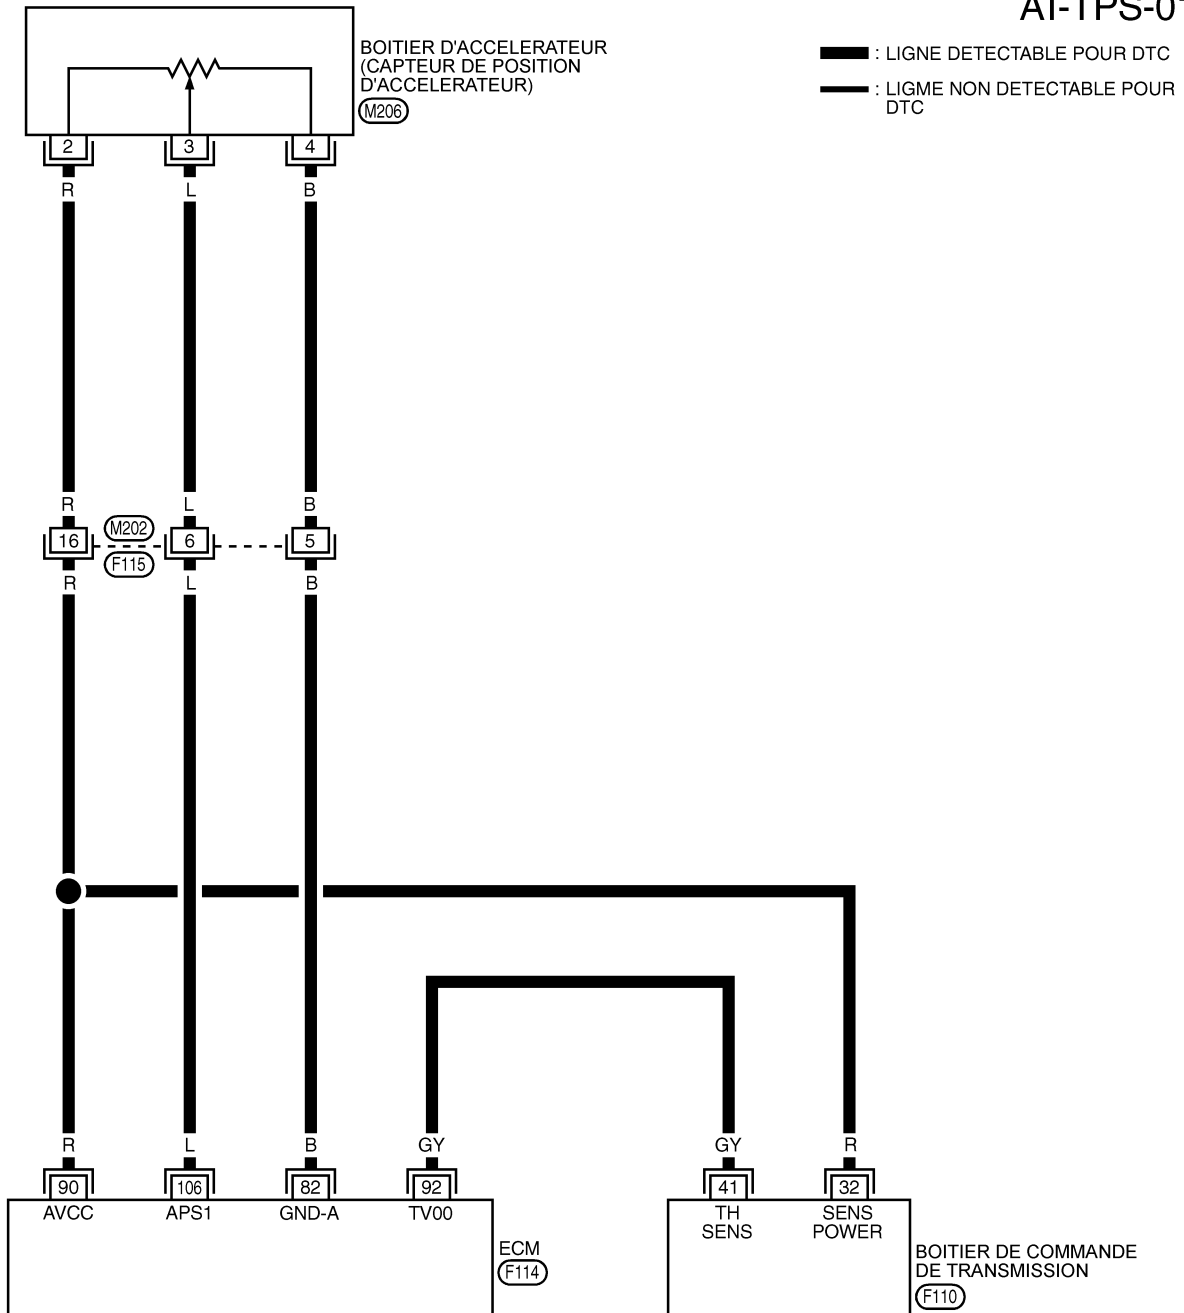 AT-TPS-01
BOITIER D'ACCELERATEUR
(CAPTEUR DE POSITION
D'ACCELERATEUR)
M206
: LIGNE DETECTABLE POUR DTC
: LIGME NON DETECTABLE POUR
DTC
2 3 4
R L B
R L B
16 M202 6 5
F115
R L B
R L B GY GY R
90 106 82 92 41 32
AVCC APS1 GND-A TV00 TH SENS
SENS POWER
ECM
F114
BOITIER DE COMMANDE
DE TRANSMISSION
F110